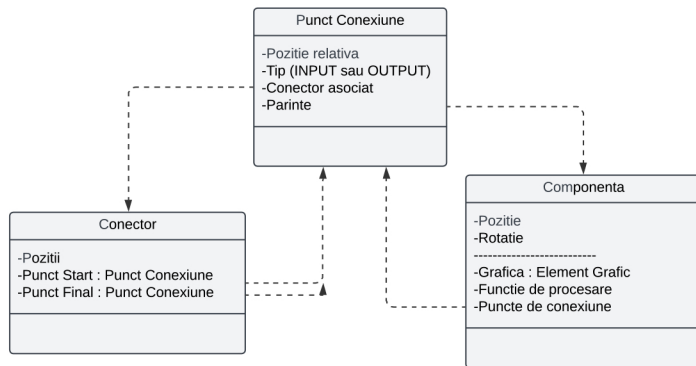 Punct Conexiune
-Pozitie relativa
-Tip (INPUT sau OUTPUT)
-Conector asociat
-Parinte
Conector
-Pozitii
-Punct Start : Punct Conexiune
-Punct Final : Punct Conexiune
Componenta
-Pozitie
-Rotatie
--------------------------
-Grafica : Element Grafic
-Functie de procesare
-Puncte de conexiune